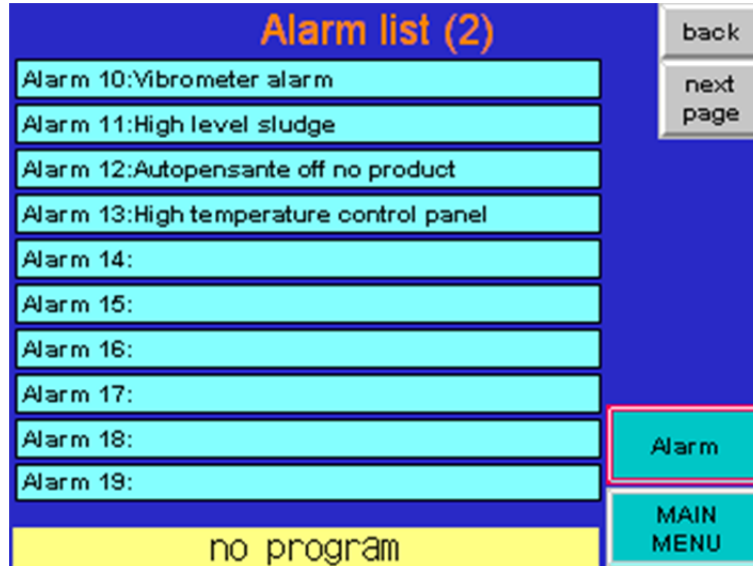 Alarm list (2)
back
next
page
Alarm 10:Vibrometer alarm
Alarm 11:High level sludge
Alarm 12:Autopensante off no product
Alarm 13:High temperature control panel
Alarm 14:
Alarm 15:
Alarm 16:
Alarm 17:
Alarm 18:
Alarm 19:
Alarm
MAIN
MENU
no program